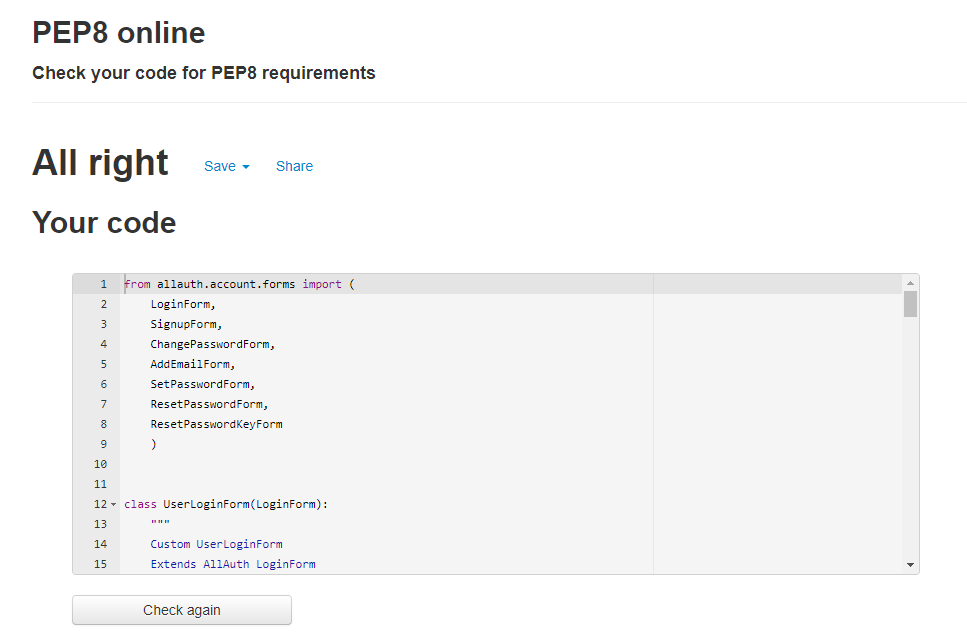 PEP8 online
Check your code for PEP8 requirements
All right Save Share
Your code
1 from allauth.account.forms import (
2     LoginForm,
3     SignupForm,
4     ChangePasswordForm,
5     AddEmailForm,
6     SetPasswordForm,
7     ResetPasswordForm,
8     ResetPasswordKeyForm
9     )
10
11
12 class UserLoginForm(LoginForm):
13     """
14     Custom UserLoginForm
15     Extends AllAuth LoginForm
Check again